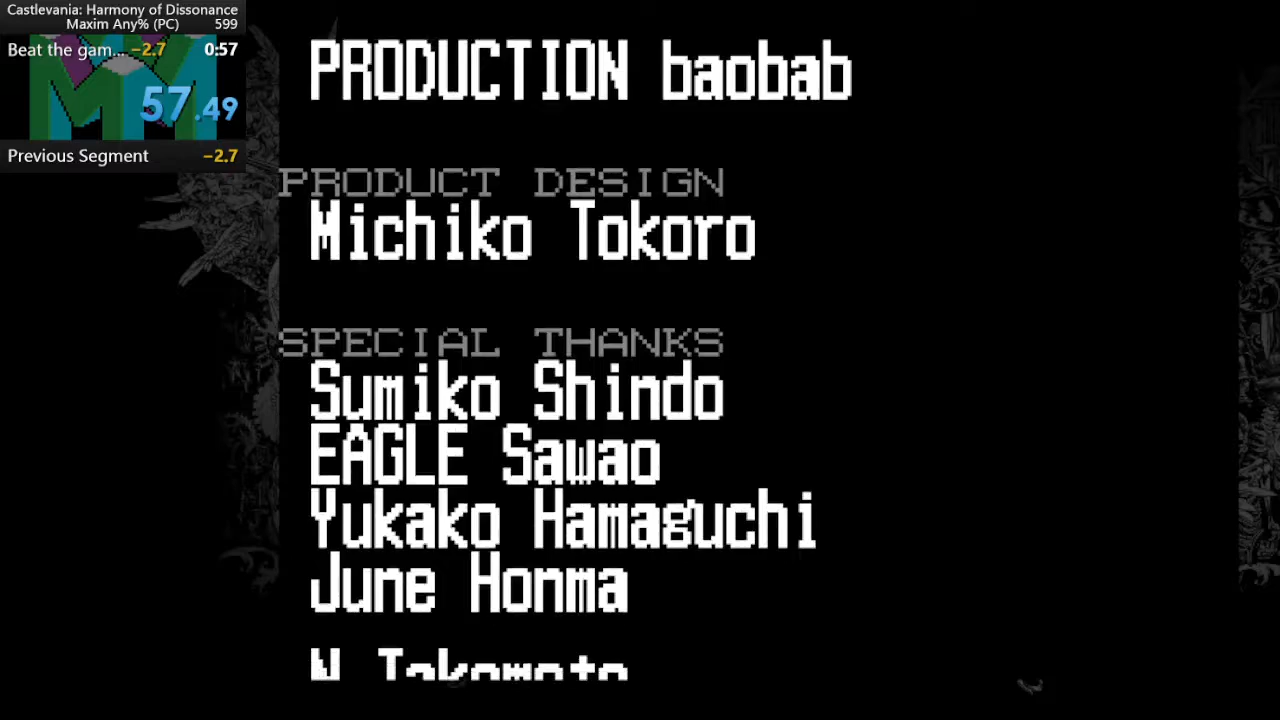 Castlevania: Harmony of Dissonance
Maxim Any% (PC) 599
Beat the gam... -2.7 0:57
57.49
Previous Segment -2.7
PRODUCTION baobab
PRODUCT DESIGN
Michiko Tokoro
SPECIAL THANKS
Sumiko Shindo
EAGLE Sawao
Yukako Hamaguchi
June Honma